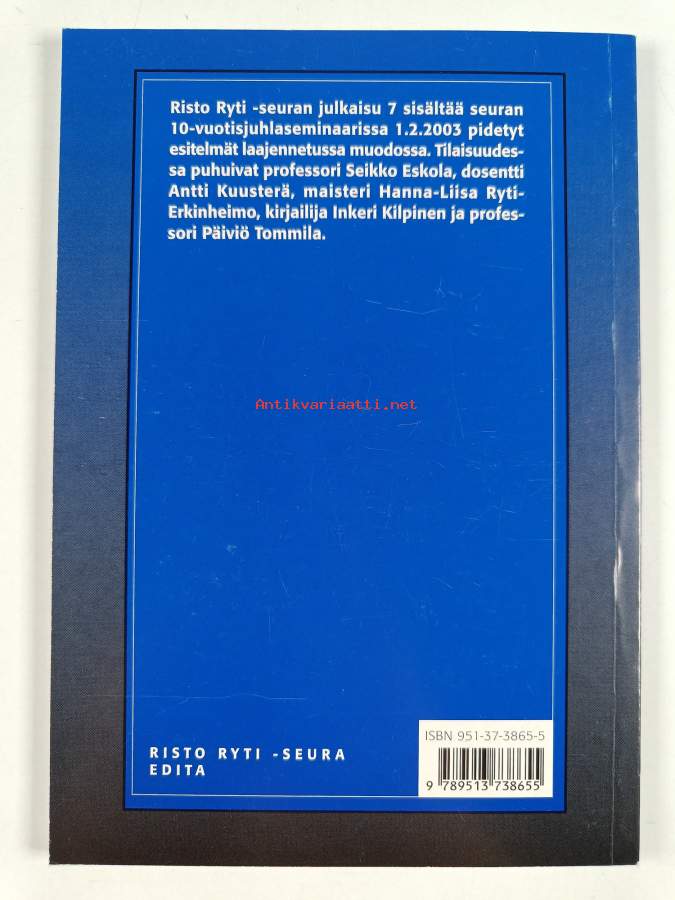 Risto Ryti -seuran julkaisu 7 sisältää seuran
10-vuotisjuhlaseminaarissa 1.2.2003 pidetyt
esitelmät laajennetussa muodossa. Tilaisuudes-
sa puhuivat professori Seikko Eskola, dosentti
Antti Kuusterä, maisteri Hanna-Liisa Ryti-
Erkinheimo, kirjailija Inkeri Kilpinen ja profes-
sori Päiviö Tommila.
Antikvariaatti.net
RISTO RYTI -SEURA
EDITA
ISBN 951-37-3865-5
9 789513 738655